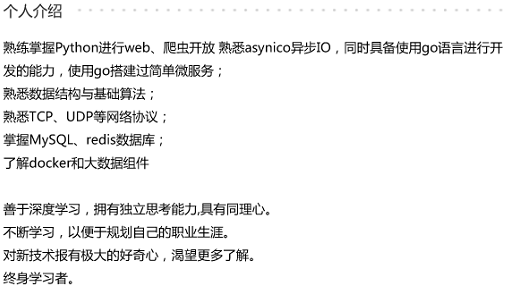 个人介绍
熟练掌握Python进行web、爬虫开放 熟悉asynico异步IO，同时具备使用go语言进行开
发的能力，使用go搭建过简单微服务；
熟悉数据结构与基础算法；
熟悉TCP、UDP等网络协议；
掌握MySQL、redis数据库；
了解docker和大数据组件
善于深度学习，拥有独立思考能力,具有同理心。
不断学习，以便于规划自己的职业生涯。
对新技术报有极大的好奇心，渴望更多了解。
终身学习者。